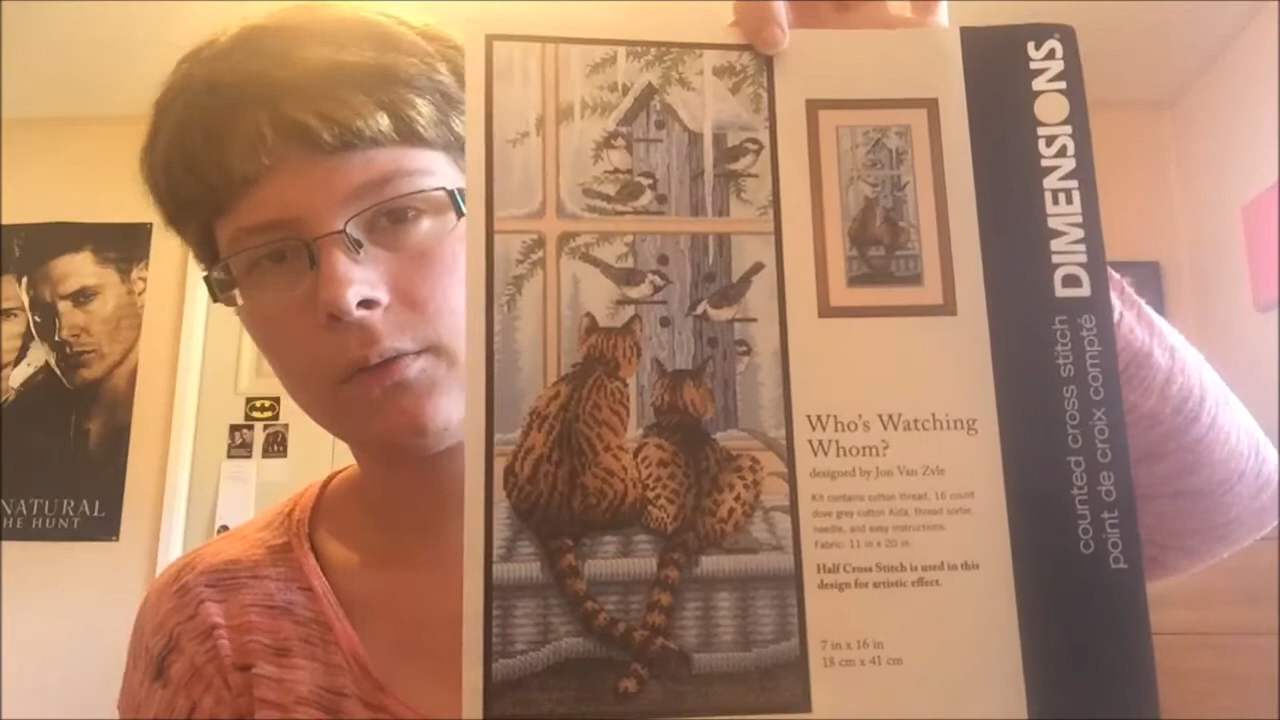 NATURAL
HE HUNT
Who's Watching
Whom?
designed by Jon Van Zyle
Kit contains cotton thread, 16 count
dove grey cotton Aida, thread sorter,
needle, and easy instructions.
Fabric: 11 in x 20 in.
Half Cross Stitch is used in this
design for artistic effect.
7 in x 16 in
18 cm x 41 cm
DIMENSIONS®
counted cross stitch
point de croix compté